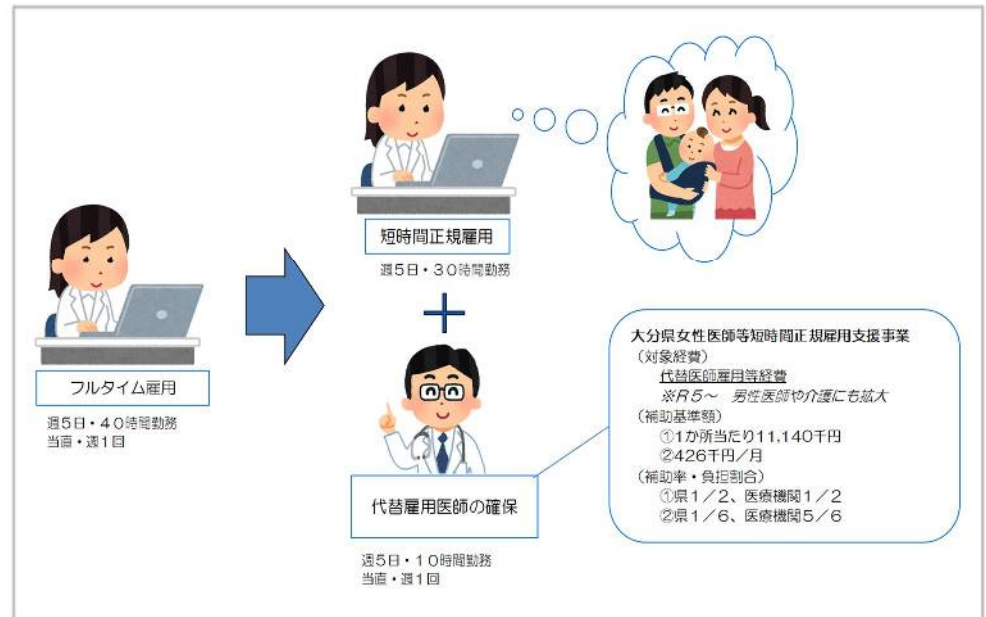 短時間正規雇用
週5日・30時間勤務
フルタイム雇用
週5日・40時間勤務
当直・週1回
代替雇用医師の確保
週5日・10時間勤務
当直・週1回
大分県女性医師等短時間正規雇用支援事業
（対象経費）
代替医師雇用等経費
※R5～　男性医師や介護にも拡大
（補助基準額）
①1か所当たり11,140千円
②426千円／月
（補助率・負担割合）
①県1／2、医療機関1／2
②県1／6、医療機関5／6